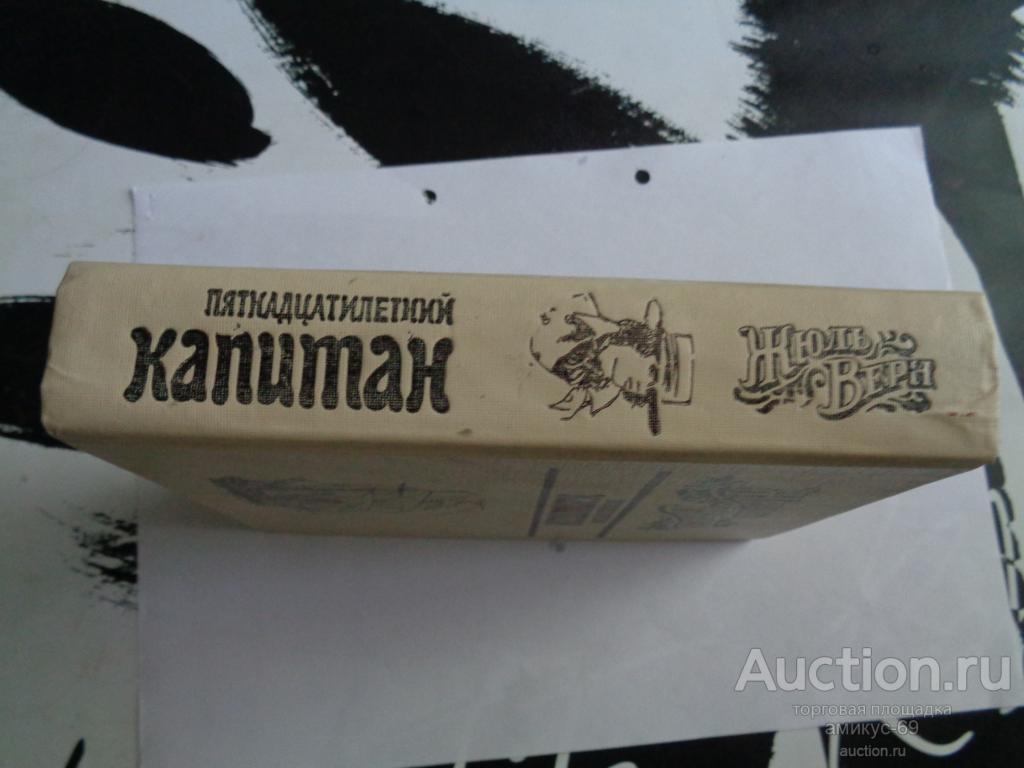 ПЯТНАДЦАТИЛЕТНИЙ
КАПИТАН
ЖЮЛЬ
ВЕРН
Auction.ru
торговая площадка
амикус-69
auction.ru